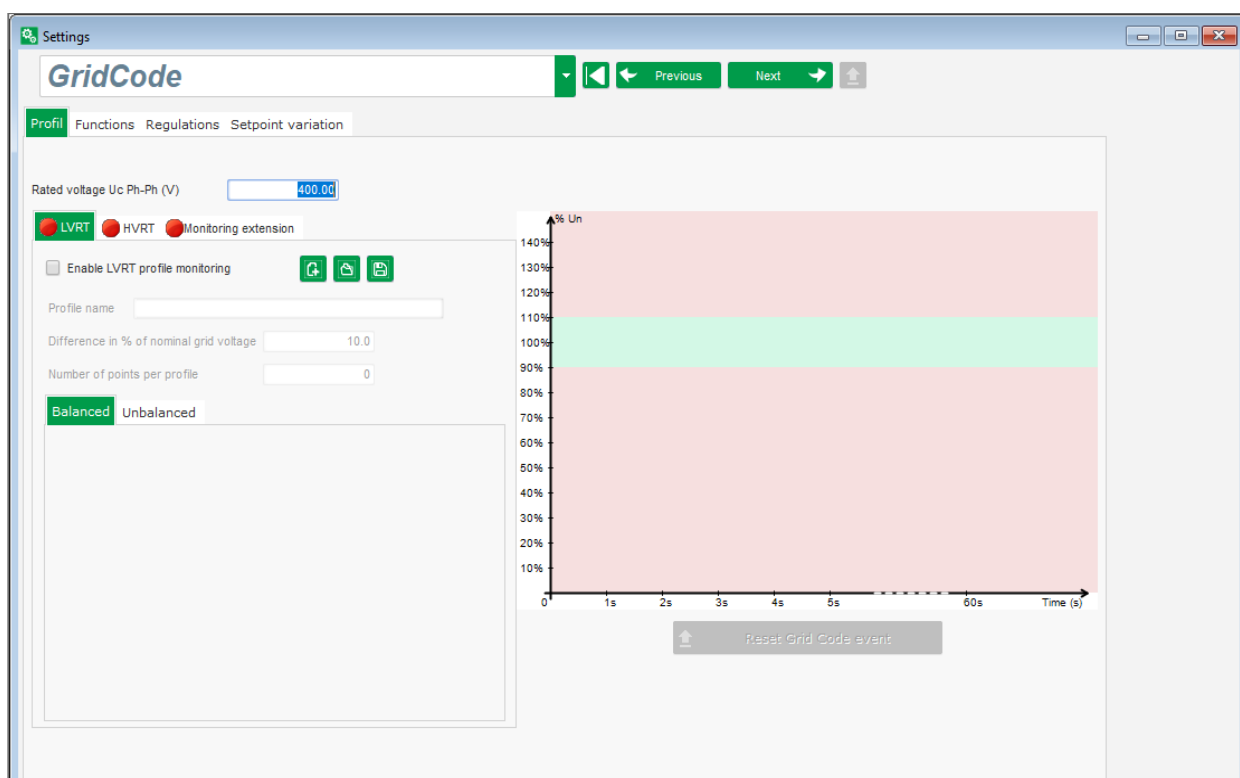 Settings
GridCode
Previous
Next
Profil Functions Regulations Setpoint variation
Rated voltage Uc Ph-Ph (V) 400.00
LVRT HVRT Monitoring extension
Enable LVRT profile monitoring
Profile name
Difference in % of nominal grid voltage 10.0
Number of points per profile 0
Balanced Unbalanced
% Un
140%
130%
120%
110%
100%
90%
80%
70%
60%
50%
40%
30%
20%
10%
0 1s 2s 3s 4s 5s 60s Time (s)
Reset Grid Code event